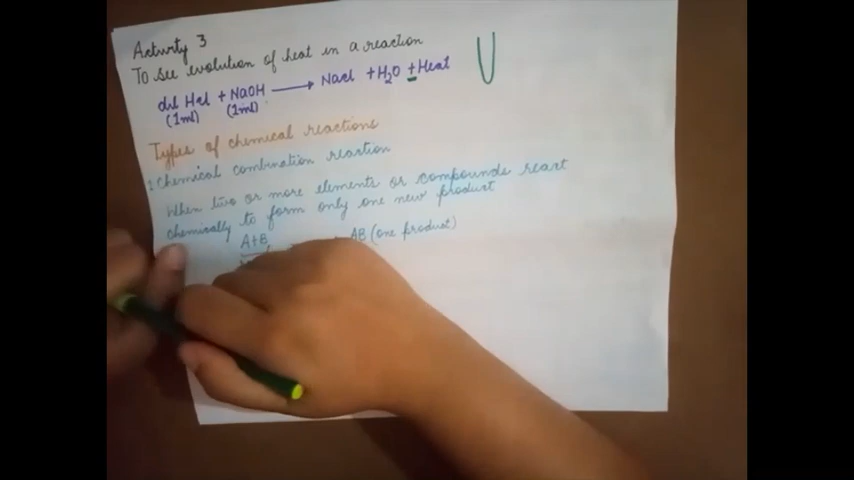 Activity 3
To see evolution of heat in a reaction
dil Hcl + NaOH ⟶ Nacl + H₂O + Heat
(1ml) (1ml)
Types of chemical reactions
1. Chemical combination reaction
When two or more elements or compounds react
chemically to form only one new product
A+B AB (one product)